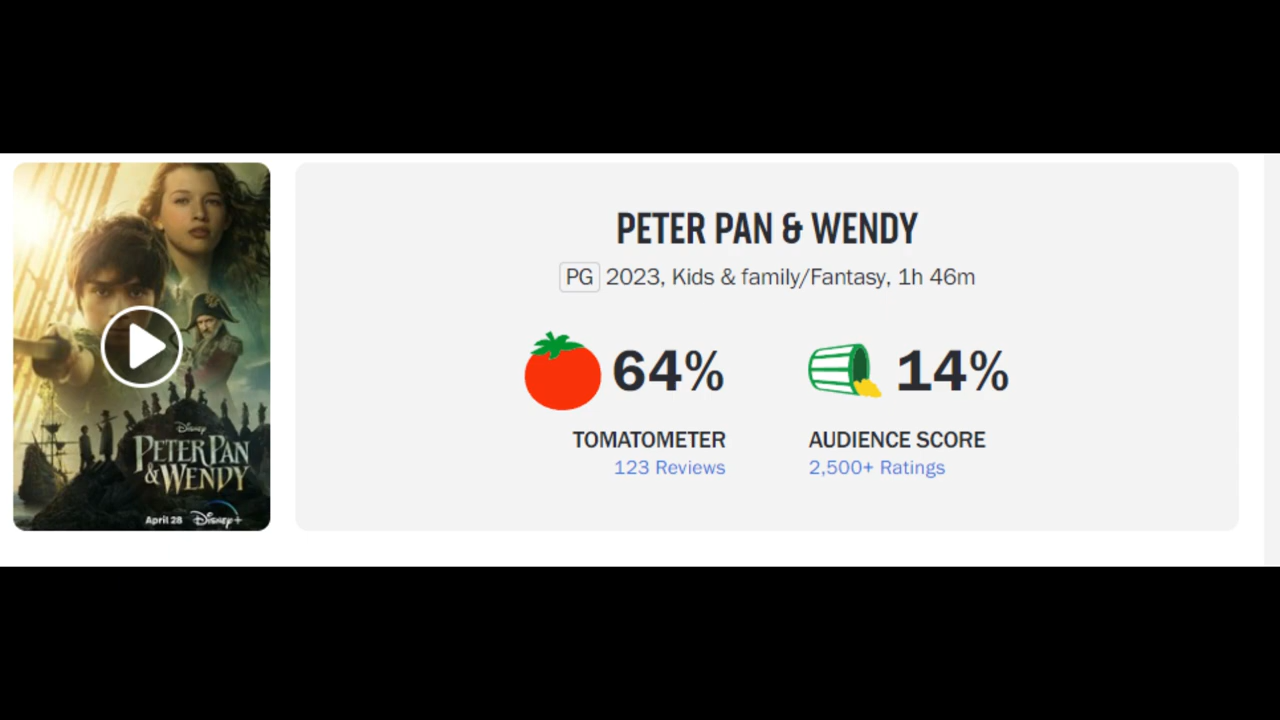 PETER PAN & WENDY
PG 2023, Kids & family/Fantasy, 1h 46m
64%
14%
TOMATOMETER
AUDIENCE SCORE
123 Reviews
2,500+ Ratings
Disney
PETER PAN
& WENDY
April 28 Disney+